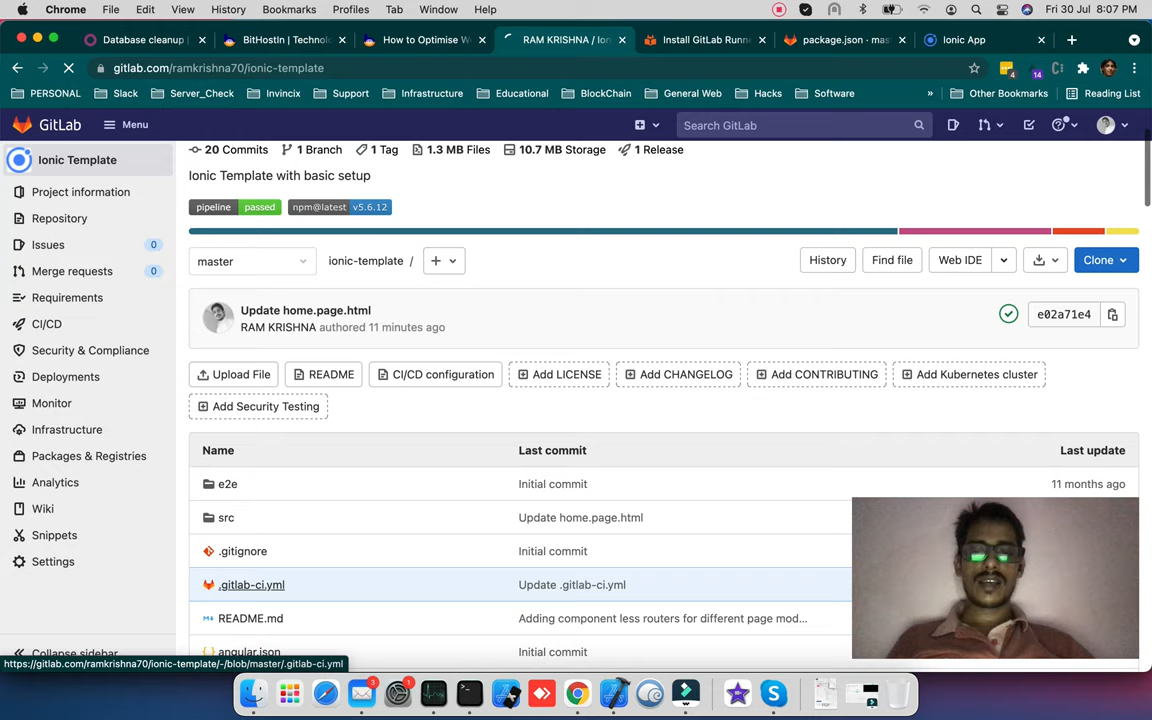 Chrome File Edit View History Bookmarks Profiles Tab Window Help Fri 30 Jul 8:07 PM
Database cleanup BitHostIn | Technol How to Optimise W RAM KRISHNA / Ion Install GitLab Runne package.json · mas Ionic App
gitlab.com/ramkrishna70/ionic-template 4 14
PERSONAL Slack Server_Check Invincix Support Infrastructure Educational BlockChain General Web Hacks Software » Other Bookmarks Reading List
GitLab Menu Search GitLab
Ionic Template
Project information
Repository
Issues 0
Merge requests 0
Requirements
CI/CD
Security & Compliance
Deployments
Monitor
Infrastructure
Packages & Registries
Analytics
Wiki
Snippets
Settings
Collapse sidebar
20 Commits 1 Branch 1 Tag 1.3 MB Files 10.7 MB Storage 1 Release
Ionic Template with basic setup
pipeline passed npm@latest v5.6.12
master ionic-template / + History Find file Web IDE Clone
Update home.page.html
RAM KRISHNA authored 11 minutes ago
e02a71e4
Upload File README CI/CD configuration Add LICENSE Add CHANGELOG Add CONTRIBUTING Add Kubernetes cluster
Add Security Testing
Name Last commit Last update
e2e Initial commit 11 months ago
src Update home.page.html
.gitignore Initial commit
.gitlab-ci.yml Update .gitlab-ci.yml
README.md Adding component less routers for different page mod...
angular.json Initial commit
https://gitlab.com/ramkrishna70/ionic-template/-/blob/master/.gitlab-ci.yml
3 1